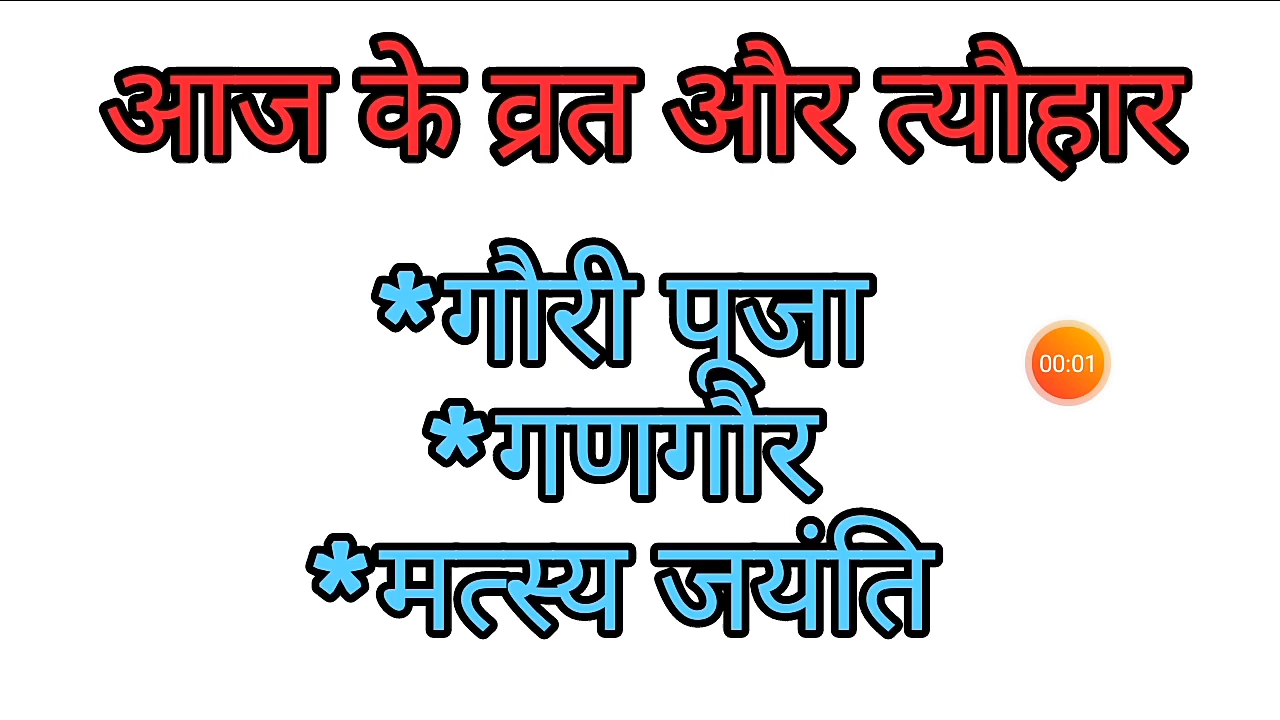 आज के व्रत और त्यौहार
*गौरी पूजा
00:01
*गणगौर
*मत्स्य जयंति